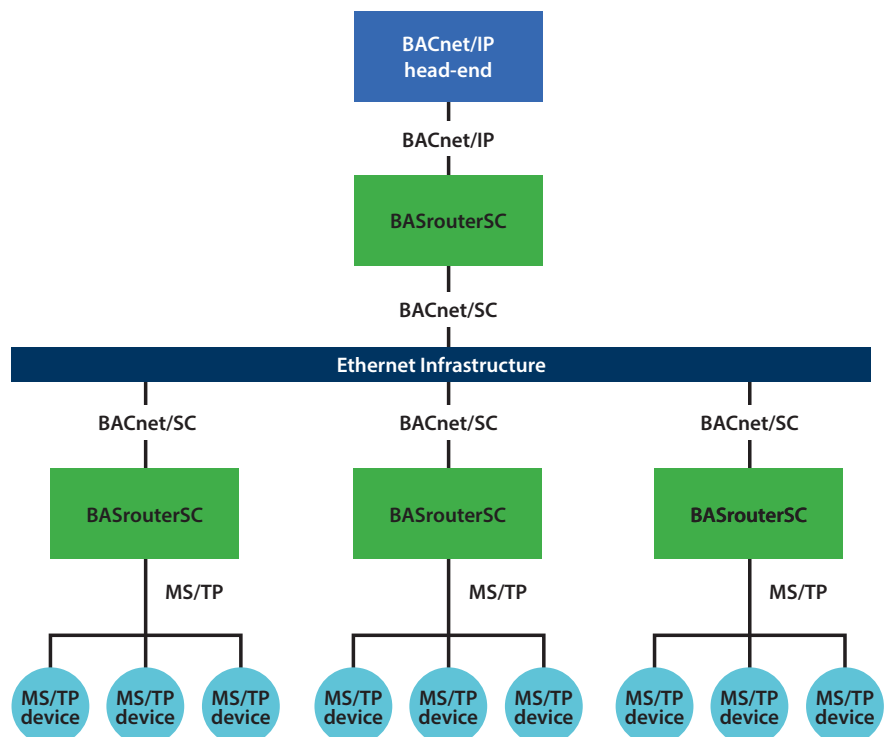 BACnet/IP
head-end
BACnet/IP
BASrouterSC
BACnet/SC
Ethernet Infrastructure
BACnet/SC
BACnet/SC
BACnet/SC
BASrouterSC
BASrouterSC
BASrouterSC
MS/TP
MS/TP
MS/TP
MS/TP
device
MS/TP
device
MS/TP
device
MS/TP
device
MS/TP
device
MS/TP
device
MS/TP
device
MS/TP
device
MS/TP
device